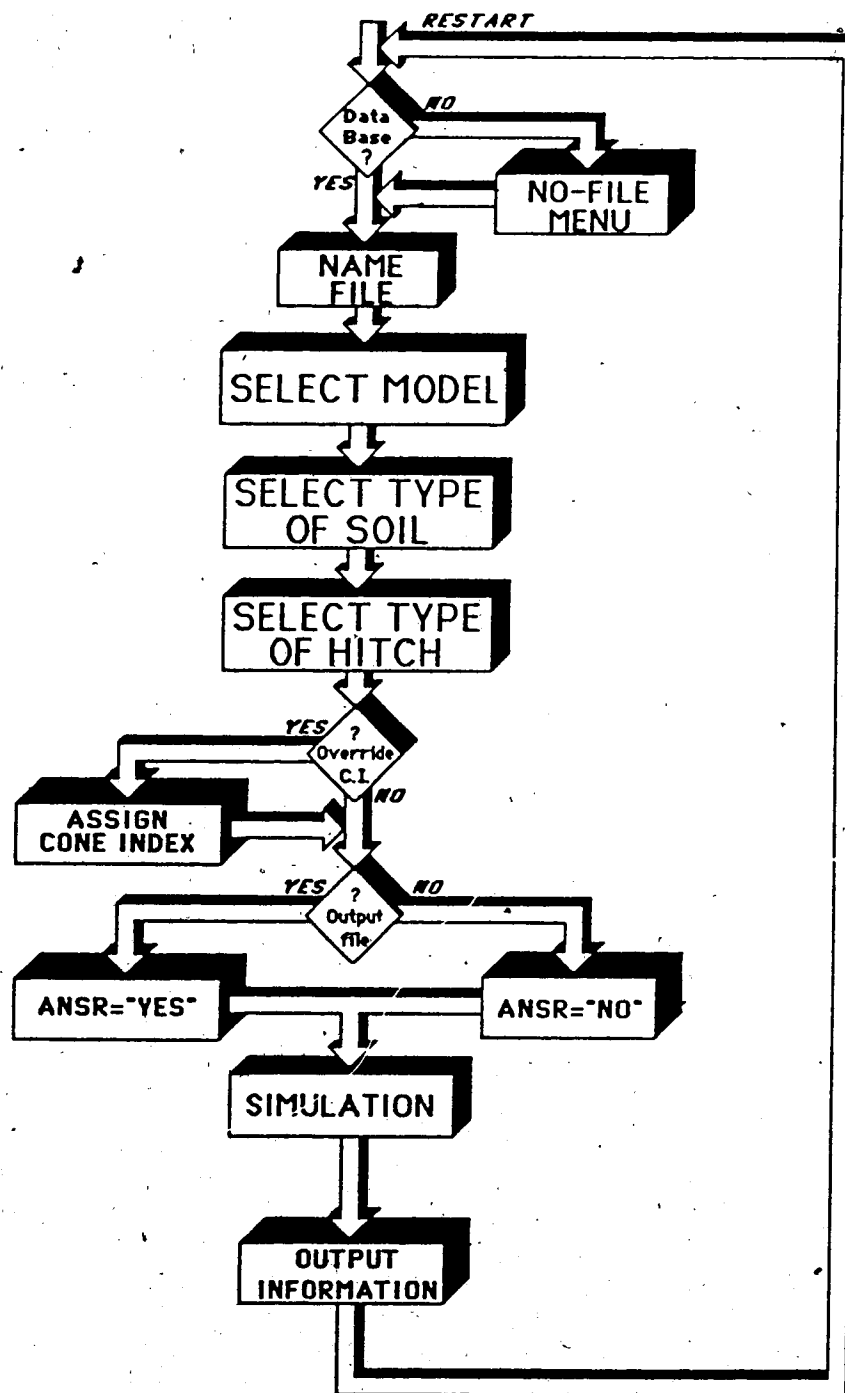 RESTART
Data
Base
?
NO
YES
NO-FILE
MENU
NAME
FILE
SELECT MODEL
SELECT TYPE
OF SOIL
SELECT TYPE
OF HITCH
YES
?
Override
C.I.
NO
ASSIGN
CONE INDEX
YES
?
Output
file
NO
ANSR="YES"
ANSR="NO"
SIMULATION
OUTPUT
INFORMATION